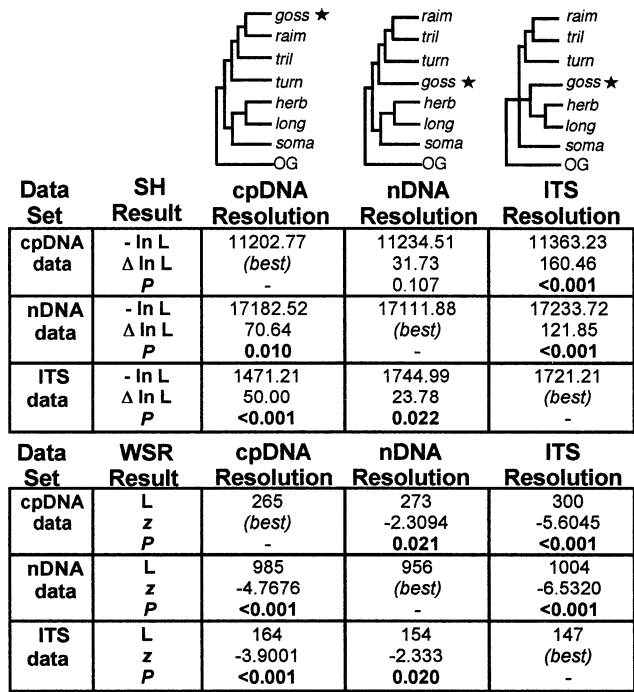 goss ★ raim raim
raim tril tril
tril turn turn
turn goss ★ goss ★
herb herb herb
long long long
soma soma soma
OG OG OG
Data Set SH Result cpDNA Resolution nDNA Resolution ITS Resolution
cpDNA data - ln L 11202.77 11234.51 11363.23
Δ ln L (best) 31.73 160.46
P - 0.107 <0.001
nDNA data - ln L 17182.52 17111.88 17233.72
Δ ln L 70.64 (best) 121.85
P 0.010 - <0.001
ITS data - ln L 1471.21 1744.99 1721.21
Δ ln L 50.00 23.78 (best)
P <0.001 0.022 -
Data Set WSR Result cpDNA Resolution nDNA Resolution ITS Resolution
cpDNA data L 265 273 300
z (best) -2.3094 -5.6045
P - 0.021 <0.001
nDNA data L 985 956 1004
z -4.7676 (best) -6.5320
P <0.001 - <0.001
ITS data L 164 154 147
z -3.9001 -2.333 (best)
P <0.001 0.020 -